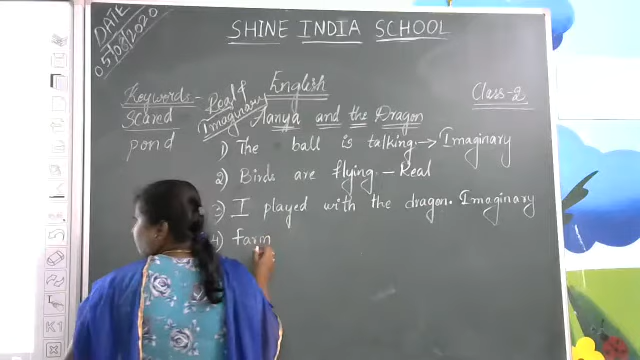 DATE
05/03/2020
SHINE INDIA SCHOOL
English
Class-2
Keywords - Real & Imaginary
Scared
pond
Aanya and the Dragon
1) The ball is talking. → Imaginary
2) Birds are flying. - Real
3) I played with the dragon. Imaginary
4) Farm
K1